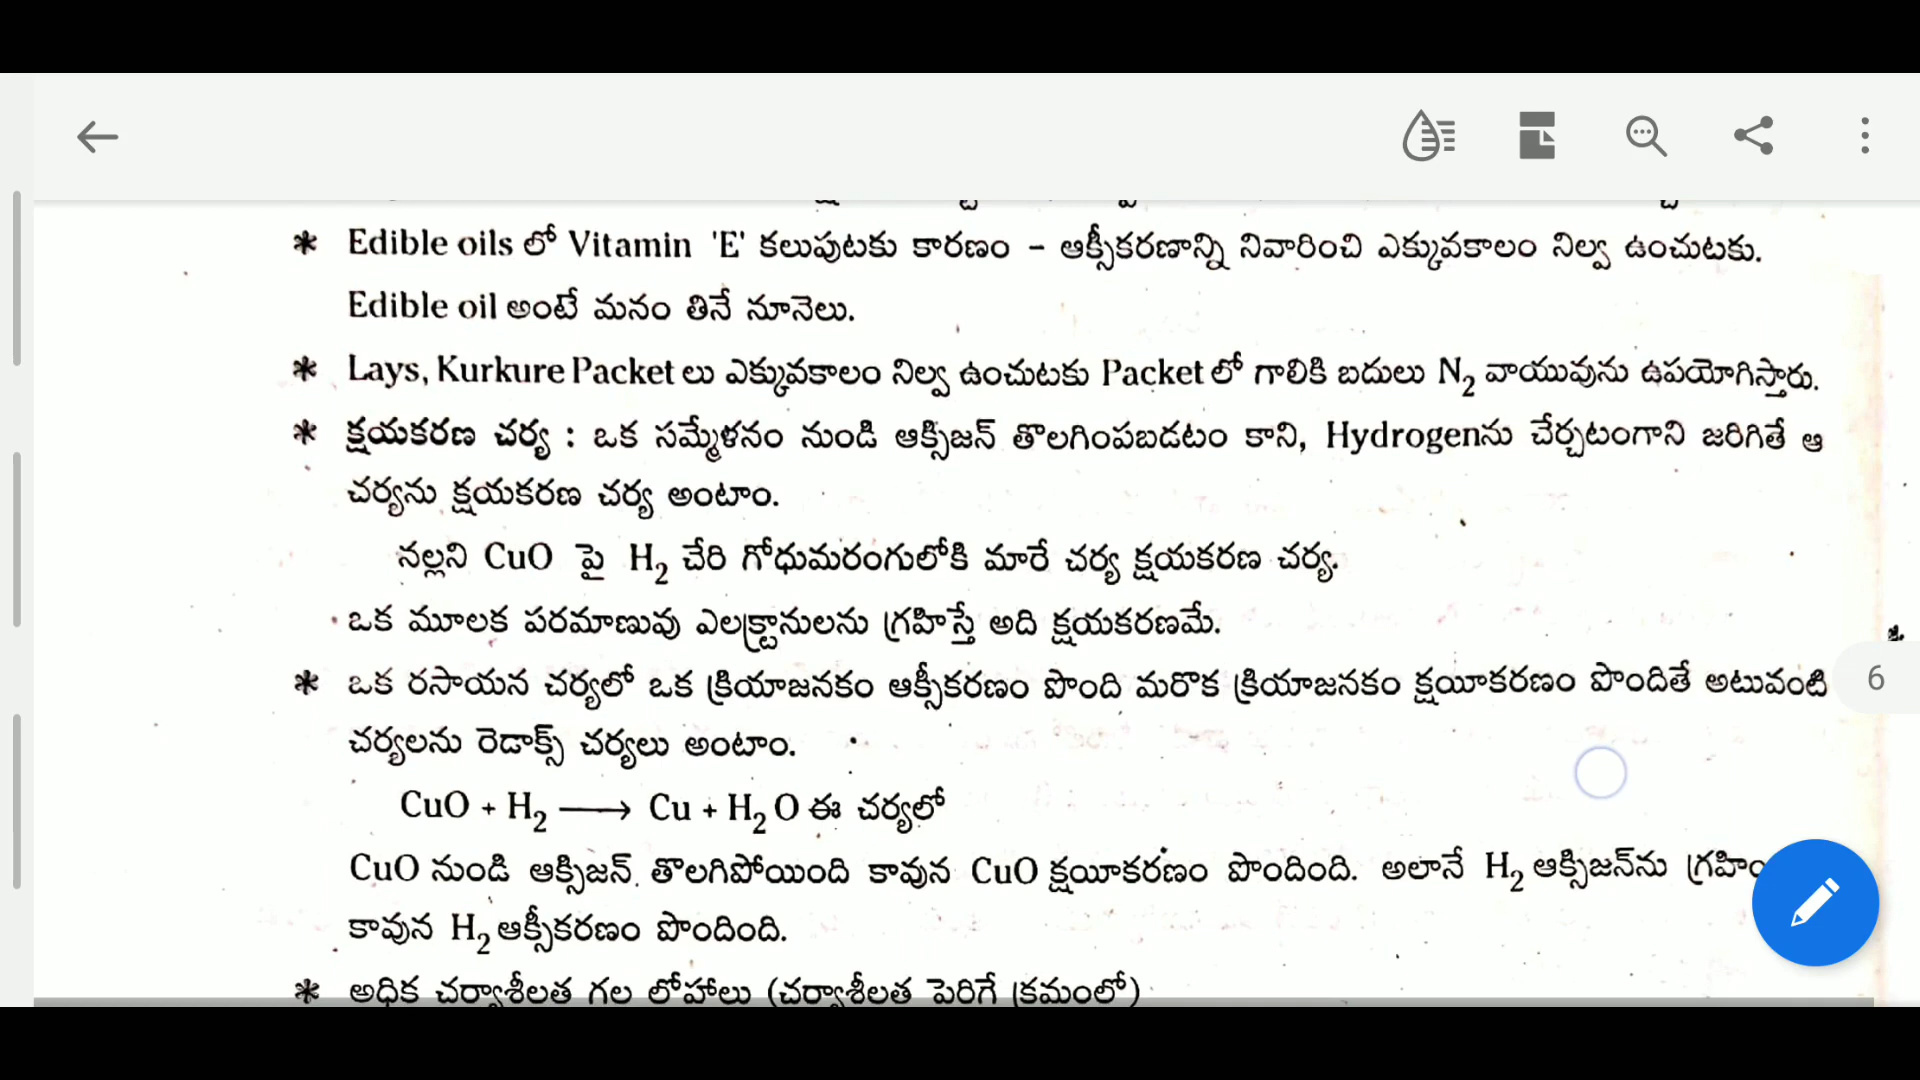 * Edible oils లో Vitamin 'E' కలుపుటకు కారణం - ఆక్సీకరణాన్ని నివారించి ఎక్కువకాలం నిల్వ ఉంచుటకు.
Edible oil అంటే మనం తినే నూనెలు.
* Lays, Kurkure Packet లు ఎక్కువకాలం నిల్వ ఉంచుటకు Packet లో గాలికి బదులు N2 వాయువును ఉపయోగిస్తారు.
* క్షయకరణ చర్య : ఒక సమ్మేళనం నుండి ఆక్సిజన్ తొలగింపబడటం కాని, Hydrogenను చేర్చటంగాని జరిగితే ఆ
చర్యను క్షయకరణ చర్య అంటాం.
నల్లని CuO పై H2 చేరి గోధుమరంగులోకి మారే చర్య క్షయకరణ చర్య.
ఒక మూలక పరమాణువు ఎలక్ట్రానులను గ్రహిస్తే అది క్షయకరణమే.
* ఒక రసాయన చర్యలో ఒక క్రియాజనకం ఆక్సీకరణం పొంది మరొక క్రియాజనకం క్షయీకరణం పొందితే అటువంటి
6
చర్యలను రెడాక్స్ చర్యలు అంటాం.
CuO + H2 ⟶ Cu + H2 O ఈ చర్యలో
CuO నుండి ఆక్సిజన్ తొలగిపోయింది కావున CuO క్షయీకరణం పొందింది. అలానే H2 ఆక్సిజన్‌ను
కావున H2 ఆక్సీకరణం పొందింది.
* అధిక చర్యాశీలత గల లోహాలు (చర్యాశీలత పెరిగే క్రమంలో)